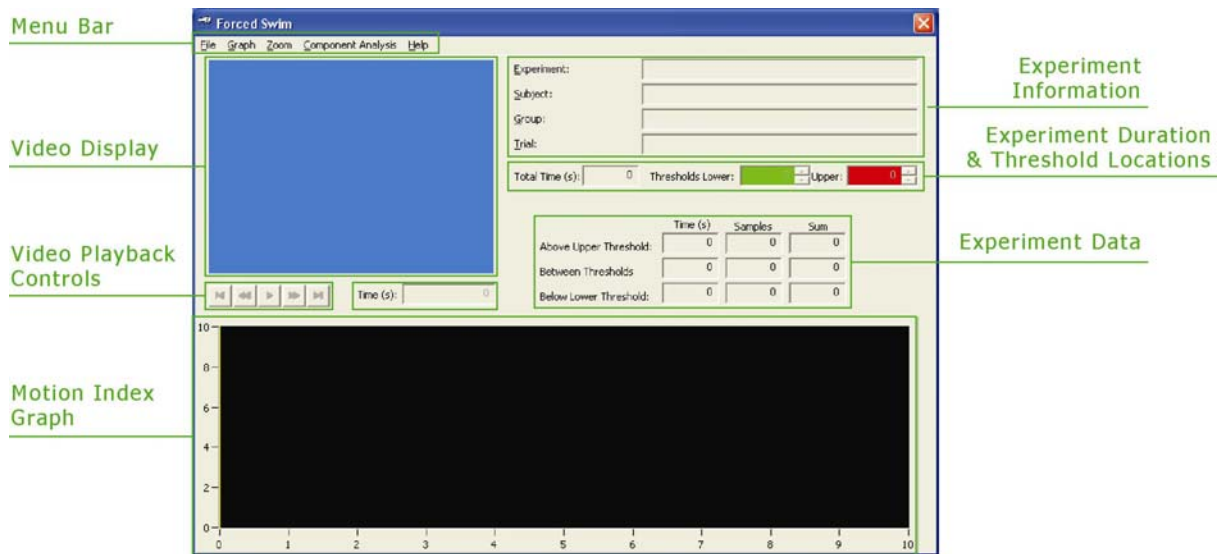 Menu Bar
Forced Swim
File Graph Zoom Component Analysis Help
Video Display
Experiment:
Subject:
Group:
Trial:
Experiment
Information
Total Time (s): 0 Thresholds Lower: Upper: 0
Experiment Duration
& Threshold Locations
Time (s) Samples Sum
Above Upper Threshold: 0 0 0
Between Thresholds 0 0 0
Below Lower Threshold: 0 0 0
Experiment Data
Video Playback
Controls
Time (s): 0
Motion Index
Graph
10
8
6
4
2
0
0 1 2 3 4 5 6 7 8 9 10